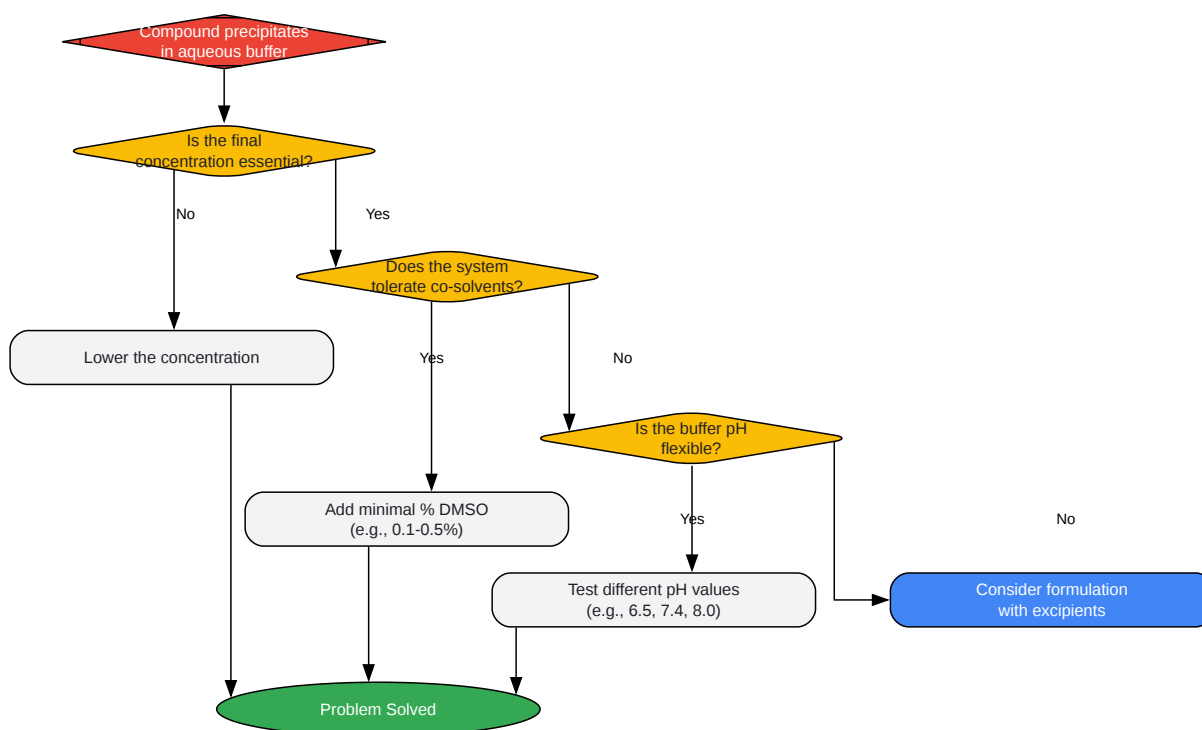 Compound precipitates
in aqueous buffer
Is the final
concentration essential?
No
Yes
Does the system
tolerate co-solvents?
Lower the concentration
Yes
No
Is the buffer pH
flexible?
Add minimal % DMSO
(e.g., 0.1-0.5%)
Yes
No
Test different pH values
(e.g., 6.5, 7.4, 8.0)
Consider formulation
with excipients
Problem Solved